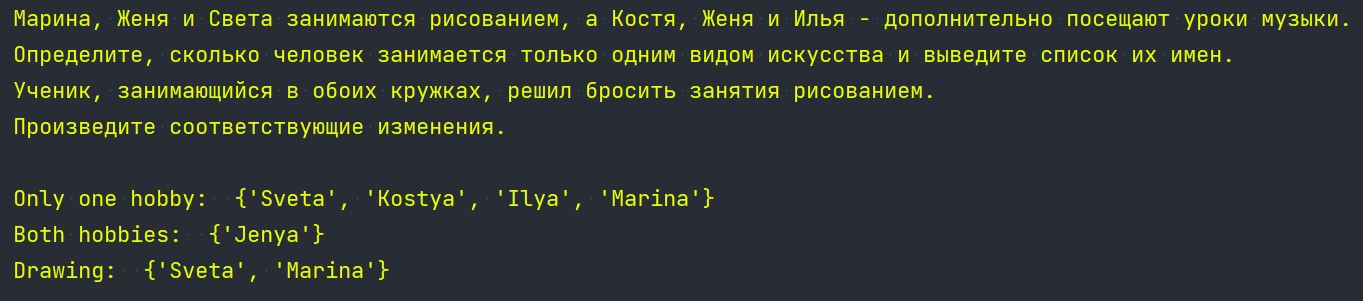 Марина, Женя и Света занимаются рисованием, а Костя, Женя и Илья - дополнительно посещают уроки музыки.
Определите, сколько человек занимается только одним видом искусства и выведите список их имен.
Ученик, занимающийся в обоих кружках, решил бросить занятия рисованием.
Произведите соответствующие изменения.
Only one hobby:  {'Sveta', 'Kostya', 'Ilya', 'Marina'}
Both hobbies:  {'Jenya'}
Drawing:  {'Sveta', 'Marina'}